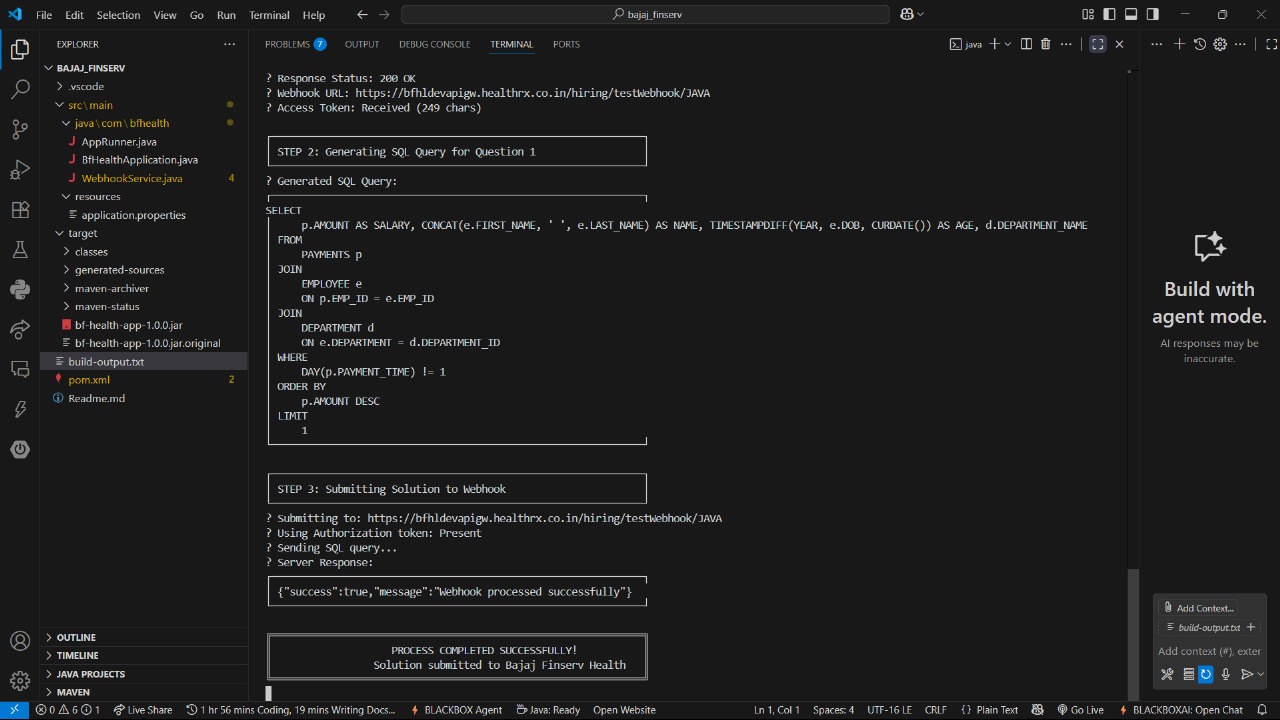 File Edit Selection View Go Run Terminal Help
bajaj_finserv
EXPLORER
BAJAJ_FINSERV
.vscode
src\main
java\com\bfhealth
AppRunner.java
BfHealthApplication.java
WebhookService.java 4
resources
application.properties
target
classes
generated-sources
maven-archiver
maven-status
bf-health-app-1.0.0.jar
bf-health-app-1.0.0.jar.original
build-output.txt
pom.xml 2
Readme.md
OUTLINE
TIMELINE
JAVA PROJECTS
MAVEN
PROBLEMS 7 OUTPUT DEBUG CONSOLE TERMINAL PORTS
java
? Response Status: 200 OK
? Webhook URL: https://bfhldevapigw.healthrx.co.in/hiring/testWebhook/JAVA
? Access Token: Received (249 chars)
STEP 2: Generating SQL Query for Question 1
? Generated SQL Query:
SELECT
p.AMOUNT AS SALARY, CONCAT(e.FIRST_NAME, ' ', e.LAST_NAME) AS NAME, TIMESTAMPDIFF(YEAR, e.DOB, CURDATE()) AS AGE, d.DEPARTMENT_NAME
FROM
PAYMENTS p
JOIN
EMPLOYEE e
ON p.EMP_ID = e.EMP_ID
JOIN
DEPARTMENT d
ON e.DEPARTMENT = d.DEPARTMENT_ID
WHERE
DAY(p.PAYMENT_TIME) != 1
ORDER BY
p.AMOUNT DESC
LIMIT
1
STEP 3: Submitting Solution to Webhook
? Submitting to: https://bfhldevapigw.healthrx.co.in/hiring/testWebhook/JAVA
? Using Authorization token: Present
? Sending SQL query...
? Server Response:
{"success":true,"message":"Webhook processed successfully"}
PROCESS COMPLETED SUCCESSFULLY!
Solution submitted to Bajaj Finserv Health
Build with
agent mode.
AI responses may be
inaccurate.
Add Context...
build-output.txt
Add context (#), exter
0 6 1 Live Share 1 hr 56 mins Coding, 19 mins Writing Docs... BLACKBOX Agent Java: Ready Open Website Ln 1, Col 1 Spaces: 4 UTF-16 LE CRLF {} Plain Text Go Live BLACKBOXAI: Open Chat